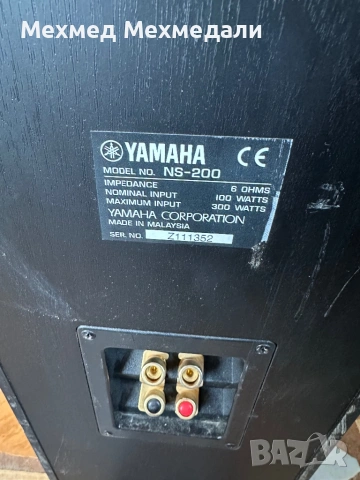 Мехмед Мехмедали
YAMAHA CE
MODEL NO. NS-200
IMPEDANCE 6 OHMS
NOMINAL INPUT 100 WATTS
MAXIMUM INPUT 300 WATTS
YAMAHA CORPORATION
MADE IN MALAYSIA
SER. NO. Z111352
BAZAR